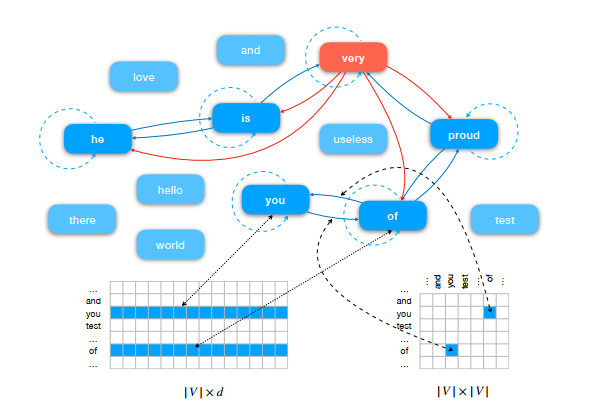 and
very
love
is
he
useless
proud
hello
you
of
there
test
world
...
and
you
test
...
of
...
|V| × d
... and you test ... of ...
...
and
you
test
...
of
...
|V| × |V|